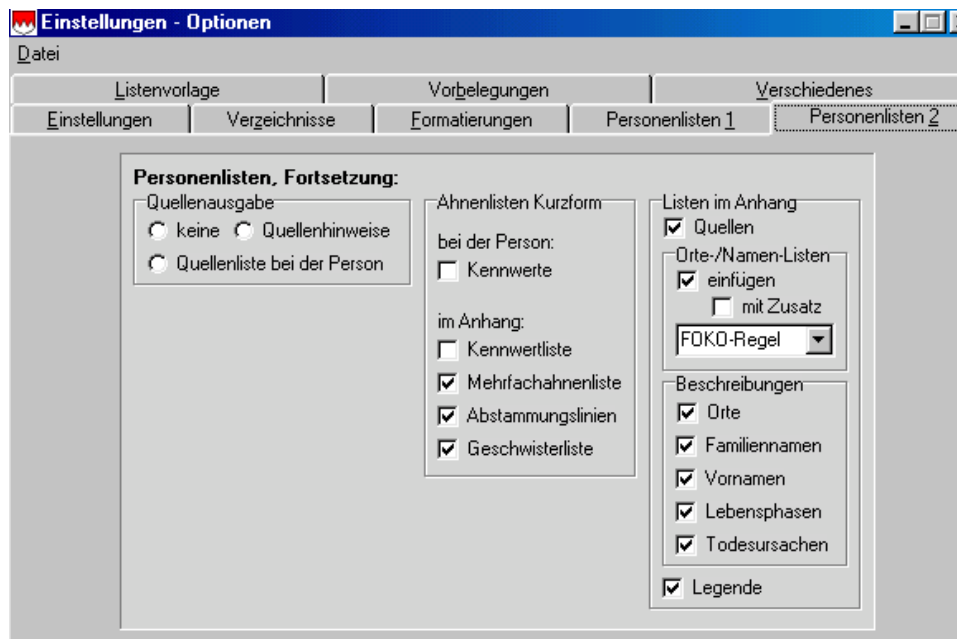 Einstellungen - Optionen
Datei
Listenvorlage Vorbelegungen Verschiedenes
Einstellungen Verzeichnisse Formatierungen Personenlisten 1 Personenlisten 2
Personenlisten, Fortsetzung:
Quellenausgabe
keine Quellenhinweise
Quellenliste bei der Person
Ahnenlisten Kurzform
bei der Person:
Kennwerte
im Anhang:
Kennwertliste
Mehrfachahnenliste
Abstammungslinien
Geschwisterliste
Listen im Anhang
Quellen
Orte-/Namen-Listen
einfügen
mit Zusatz
FOKO-Regel
Beschreibungen
Orte
Familiennamen
Vornamen
Lebensphasen
Todesursachen
Legende